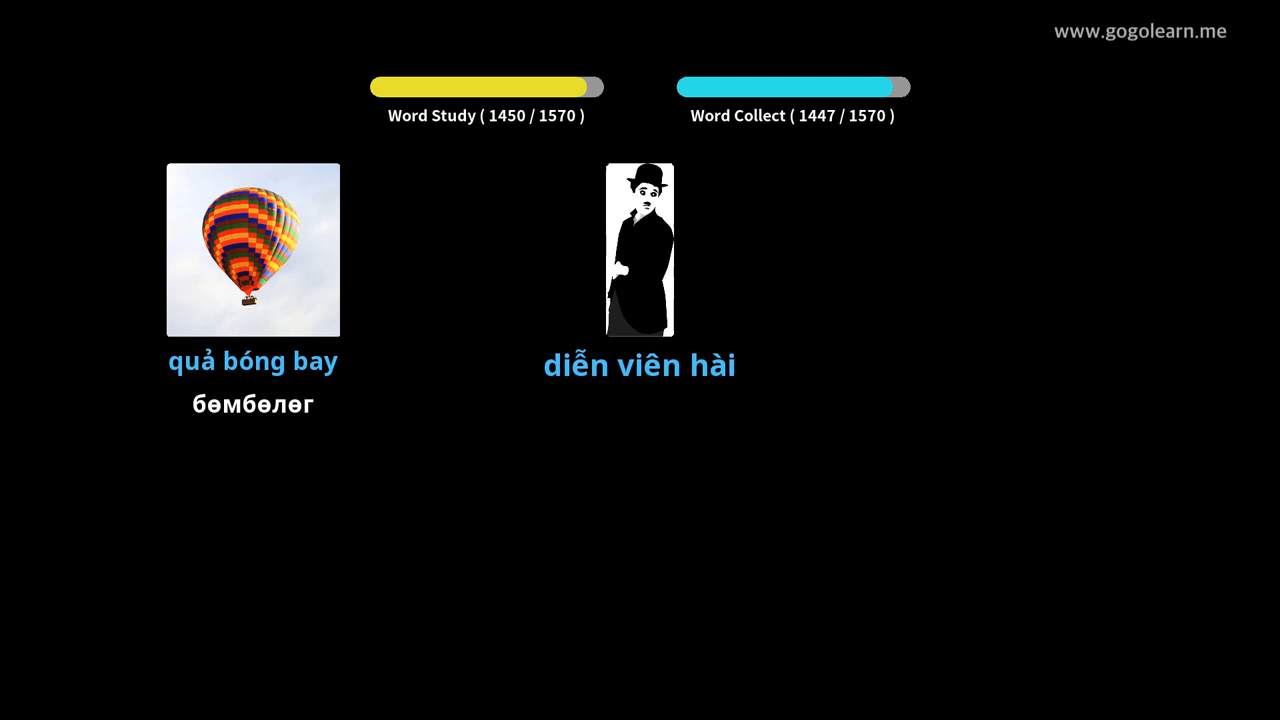 www.gogolearn.me
Word Study ( 1450 / 1570 )
Word Collect ( 1447 / 1570 )
quả bóng bay
бөмбөлөг
diễn viên hài